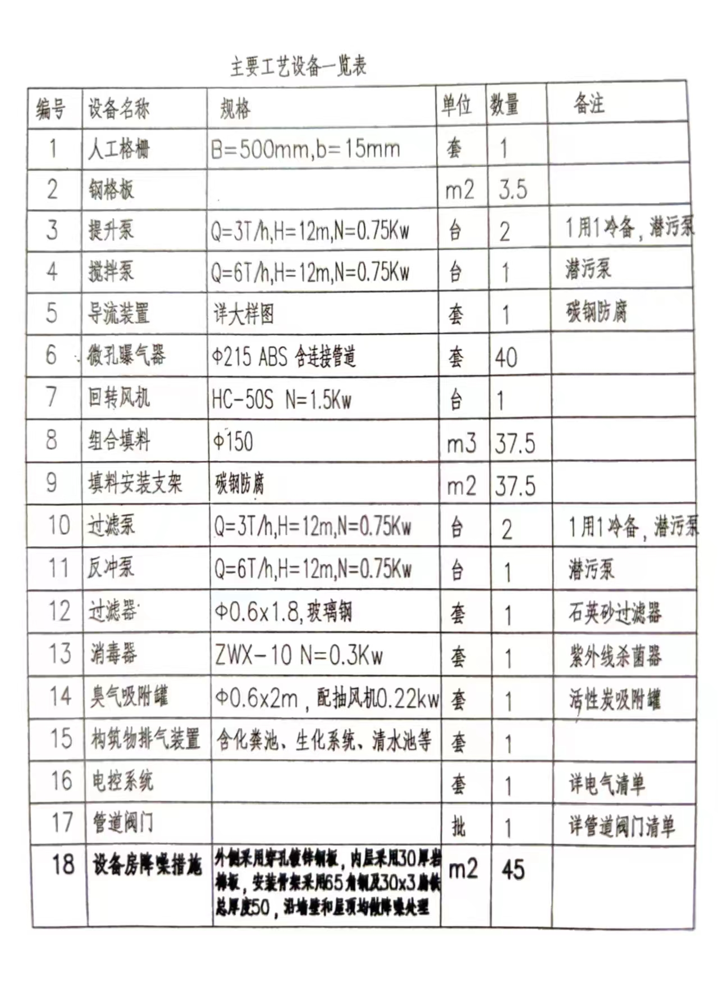 主要工艺设备一览表
编号 设备名称 规格 单位 数量 备注
1 人工格栅 B=500mm,b=15mm 套 1
2 钢格板 m2 3.5
3 提升泵 Q=3T/h,H=12m,N=0.75Kw 台 2 1用1冷备,潜污泵
4 搅拌泵 Q=6T/h,H=12m,N=0.75Kw 台 1 潜污泵
5 导流装置 详大样图 套 1 碳钢防腐
6 微孔曝气器 Φ215 ABS 含连接管道 套 40
7 回转风机 HC-50S N=1.5Kw 台 1
8 组合填料 Φ150 m3 37.5
9 填料安装支架 碳钢防腐 m2 37.5
10 过滤泵 Q=3T/h,H=12m,N=0.75Kw 台 2 1用1冷备,潜污泵
11 反冲泵 Q=6T/h,H=12m,N=0.75Kw 台 1 潜污泵
12 过滤器 Φ0.6x1.8,玻璃钢 套 1 石英砂过滤器
13 消毒器 ZWX-10 N=0.3Kw 套 1 紫外线杀菌器
14 臭气吸附罐 Φ0.6x2m,配抽风机0.22kw 套 1 活性炭吸附罐
15 构筑物排气装置 含化粪池、生化系统、清水池等 套 1
16 电控系统 套 1 详电气清单
17 管道阀门 批 1 详管道阀门清单
18 设备房降噪措施 外侧采用穿孔镀锌钢板,内层采用30厚岩 m2 45
棉板,安装骨架采用65角钢及30x3扁铁
总厚度50,沿墙壁和屋顶均做降噪处理